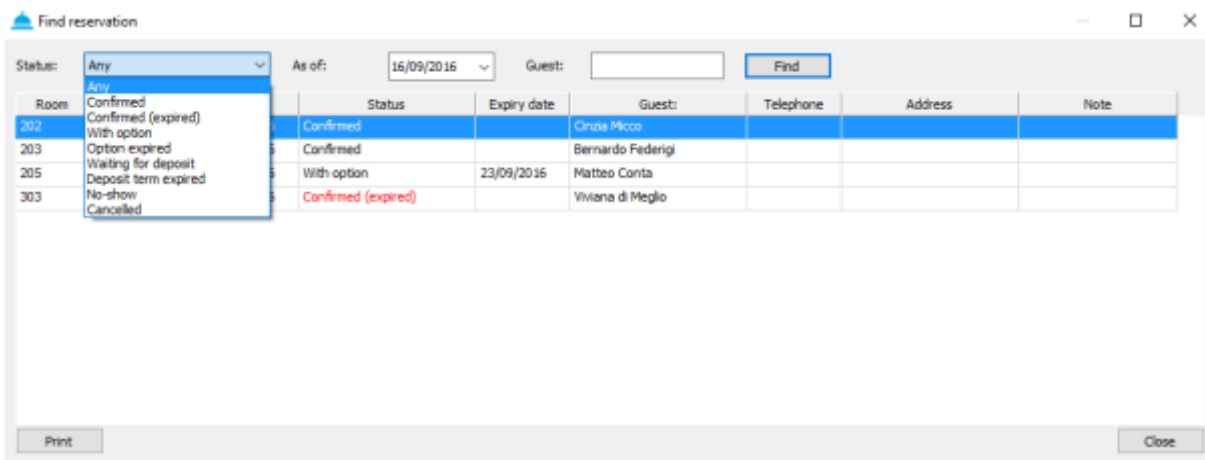 Find reservation
Status: Any As of: 16/09/2016 Guest: Find
Any
Confirmed
Confirmed (expired)
With option
Option expired
Waiting for deposit
Deposit term expired
No-show
Cancelled
Room Status Expiry date Guest: Telephone Address Note
202 Confirmed Cinzia Micco
203 Confirmed Bernardo Federigi
205 With option 23/09/2016 Matteo Conta
303 Confirmed (expired) Viviana di Meglio
Print Close